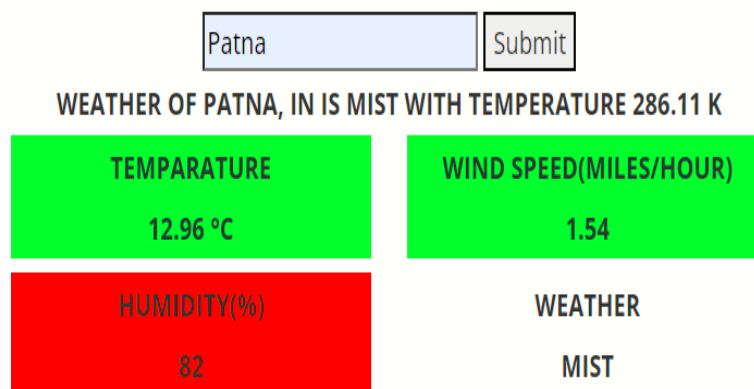 Patna Submit
WEATHER OF PATNA, IN IS MIST WITH TEMPERATURE 286.11 K
TEMPARATURE
12.96 °C
WIND SPEED(MILES/HOUR)
1.54
HUMIDITY(%)
82
WEATHER
MIST